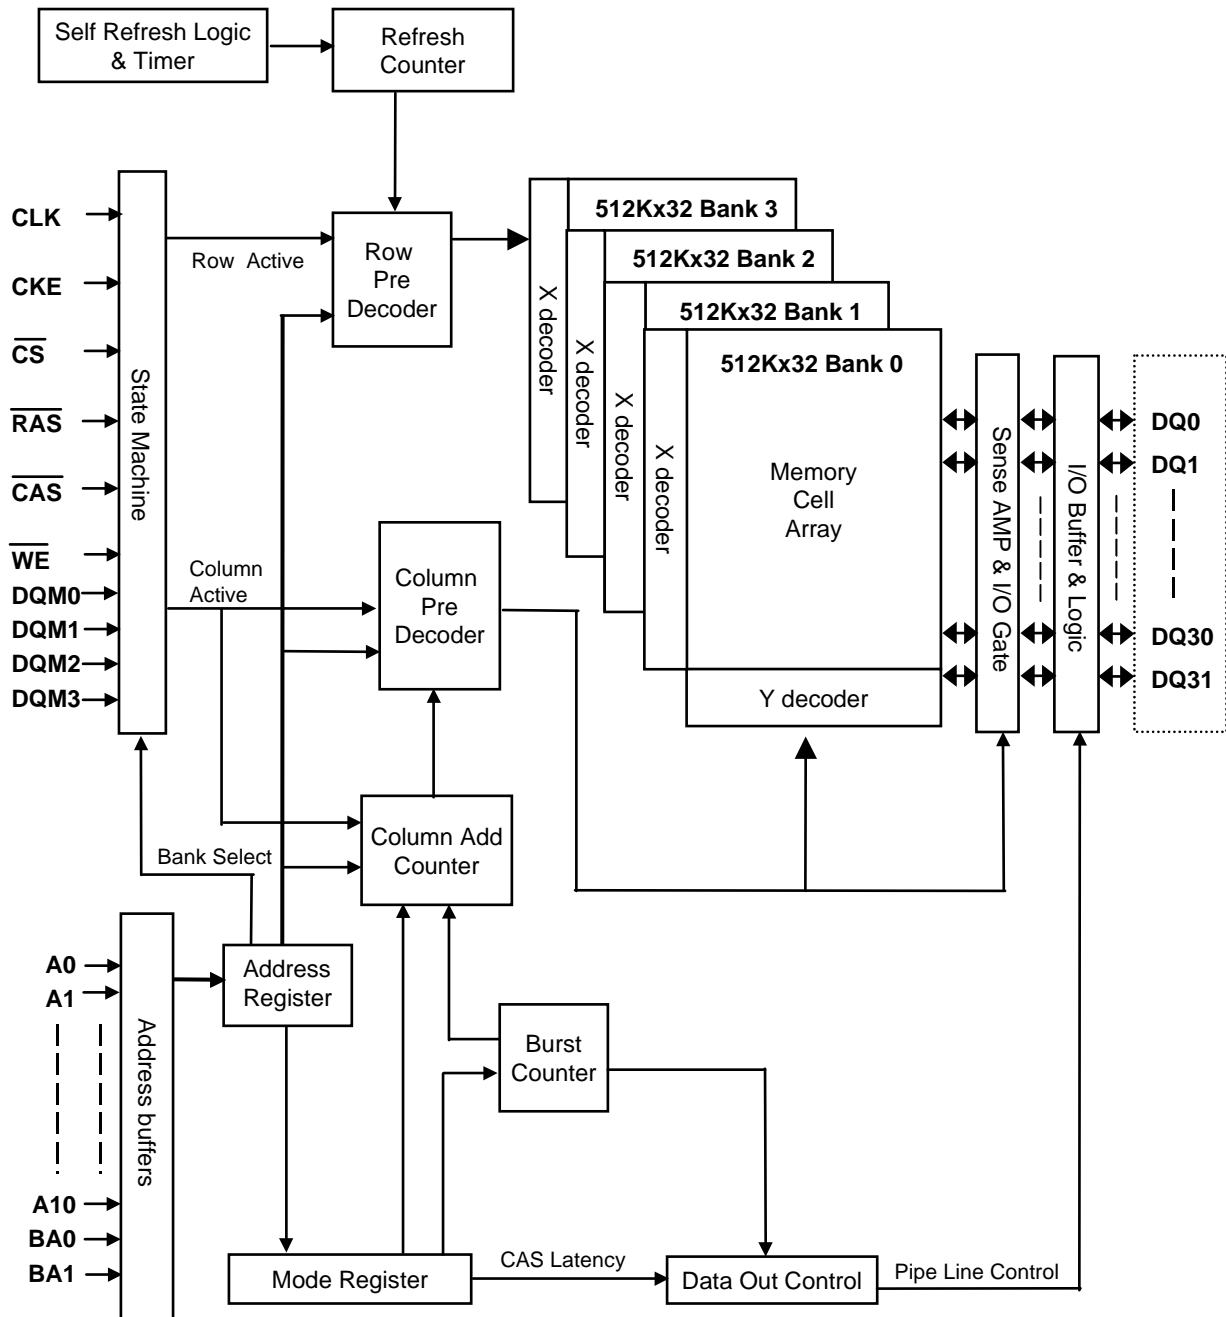 Self Refresh Logic
& Timer
Refresh
Counter
CLK
CKE
CS
RAS
CAS
WE
DQM0
DQM1
DQM2
DQM3
State Machine
Row Active
Row
Pre
Decoder
Column
Active
Column
Pre
Decoder
X decoder
X decoder
X decoder
X decoder
512Kx32 Bank 3
512Kx32 Bank 2
512Kx32 Bank 1
512Kx32 Bank 0
Memory
Cell
Array
Y decoder
Sense AMP & I/O Gate
I/O Buffer & Logic
DQ0
DQ1
DQ30
DQ31
Bank Select
Column Add
Counter
A0
A1
A10
BA0
BA1
Address buffers
Address
Register
Burst
Counter
Mode Register
CAS Latency
Data Out Control
Pipe Line Control